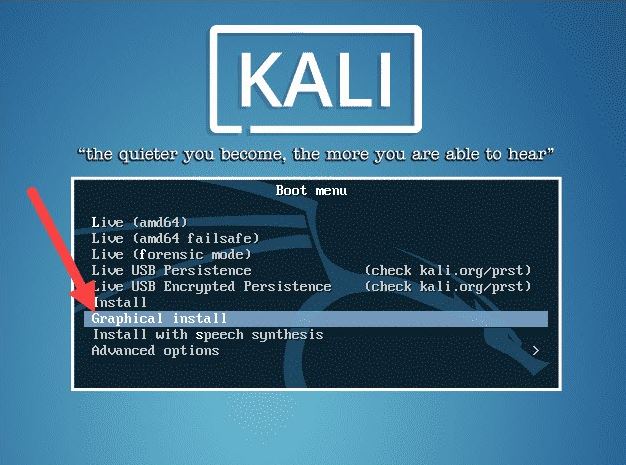 KALI
“the quieter you become, the more you are able to hear”
Boot menu
Live (amd64)
Live (amd64 failsafe)
Live (forensic mode)
Live USB Persistence (check kali.org/prst)
Live USB Encrypted Persistence (check kali.org/prst)
Install
Graphical install
Install with speech synthesis
Advanced options >